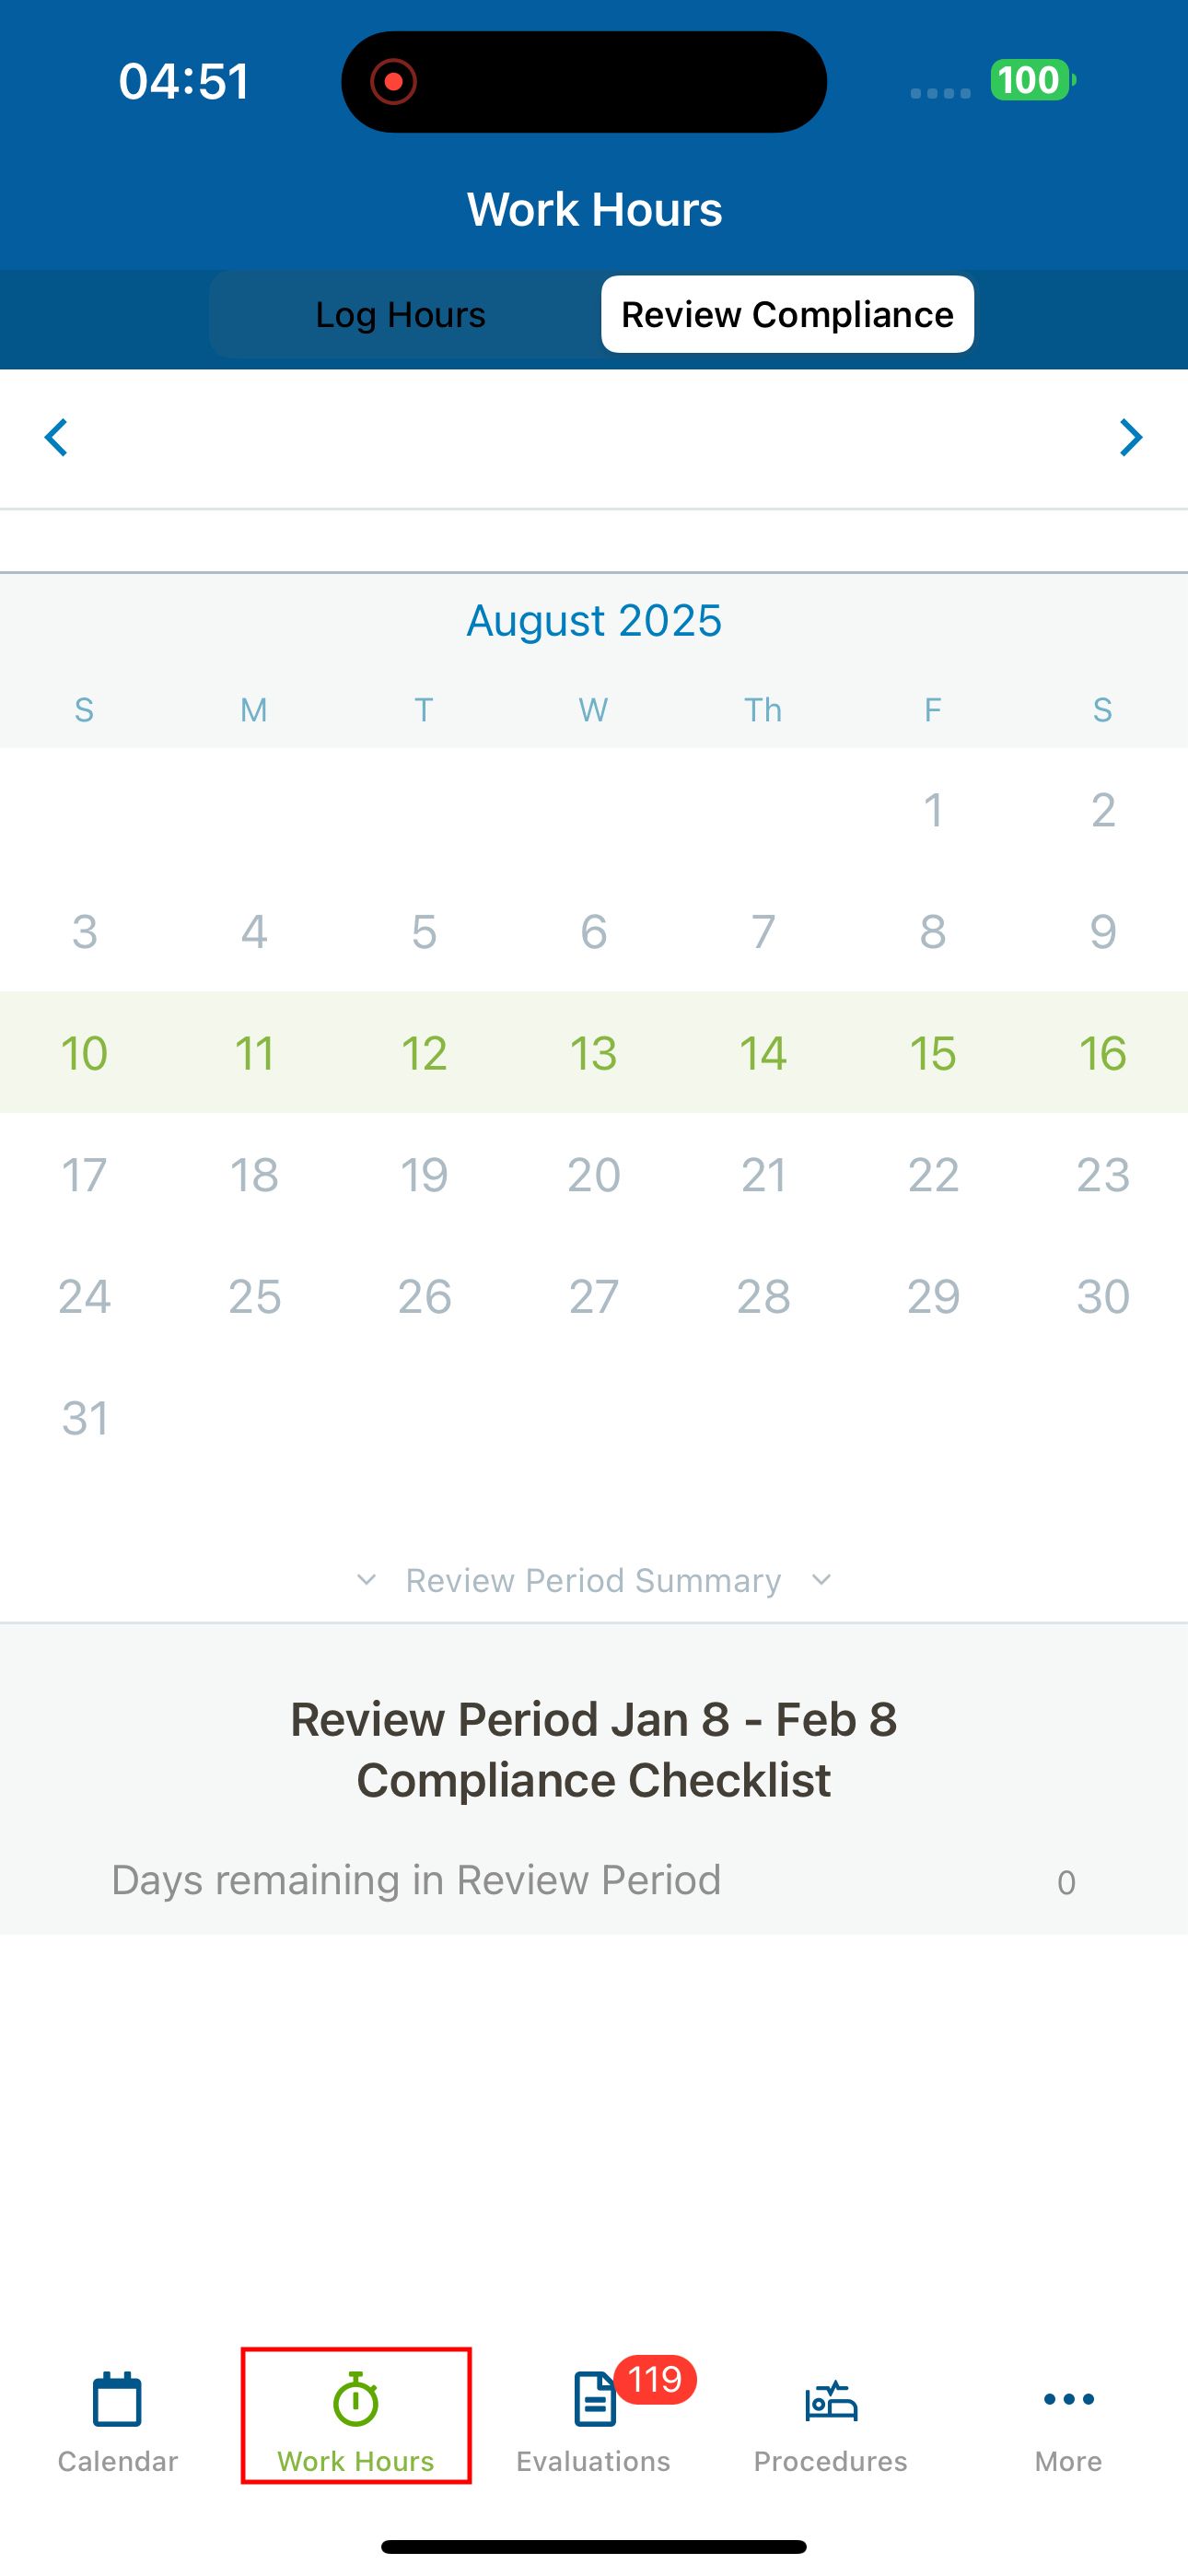 04:51
100
Work Hours
Log Hours Review Compliance
August 2025
S M T W Th F S
1 2
3 4 5 6 7 8 9
10 11 12 13 14 15 16
17 18 19 20 21 22 23
24 25 26 27 28 29 30
31
Review Period Summary
Review Period Jan 8 - Feb 8
Compliance Checklist
Days remaining in Review Period 0
119
Calendar Work Hours Evaluations Procedures More